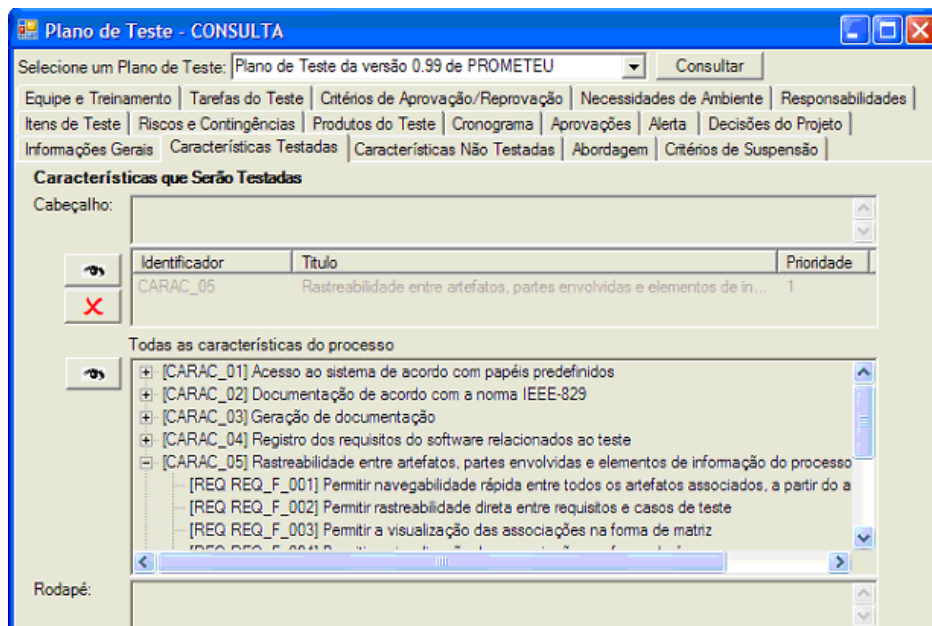 Plano de Teste - CONSULTA
Selecione um Plano de Teste: Plano de Teste da versão 0.99 de PROMETEU Consultar
Equipe e Treinamento Tarefas do Teste Critérios de Aprovação/Reprovação Necessidades de Ambiente Responsabilidades
Itens de Teste Riscos e Contingências Produtos do Teste Cronograma Aprovações Alerta Decisões do Projeto
Informações Gerais Características Testadas Características Não Testadas Abordagem Critérios de Suspensão
Características que Serão Testadas
Cabeçalho:
Identificador Titulo Prioridade
CARAC_05 Rastreabilidade entre artefatos, partes envolvidas e elementos de in... 1
Todas as características do processo
[CARAC_01] Acesso ao sistema de acordo com papéis predefinidos
[CARAC_02] Documentação de acordo com a norma IEEE-829
[CARAC_03] Geração de documentação
[CARAC_04] Registro dos requisitos do software relacionados ao teste
[CARAC_05] Rastreabilidade entre artefatos, partes envolvidas e elementos de informação do processo
[REQ REQ_F_001] Permitir navegabilidade rápida entre todos os artefatos associados, a partir do a
[REQ REQ_F_002] Permitir rastreabilidade direta entre requisitos e casos de teste
[REQ REQ_F_003] Permitir a visualização das associações na forma de matriz
Rodapé: